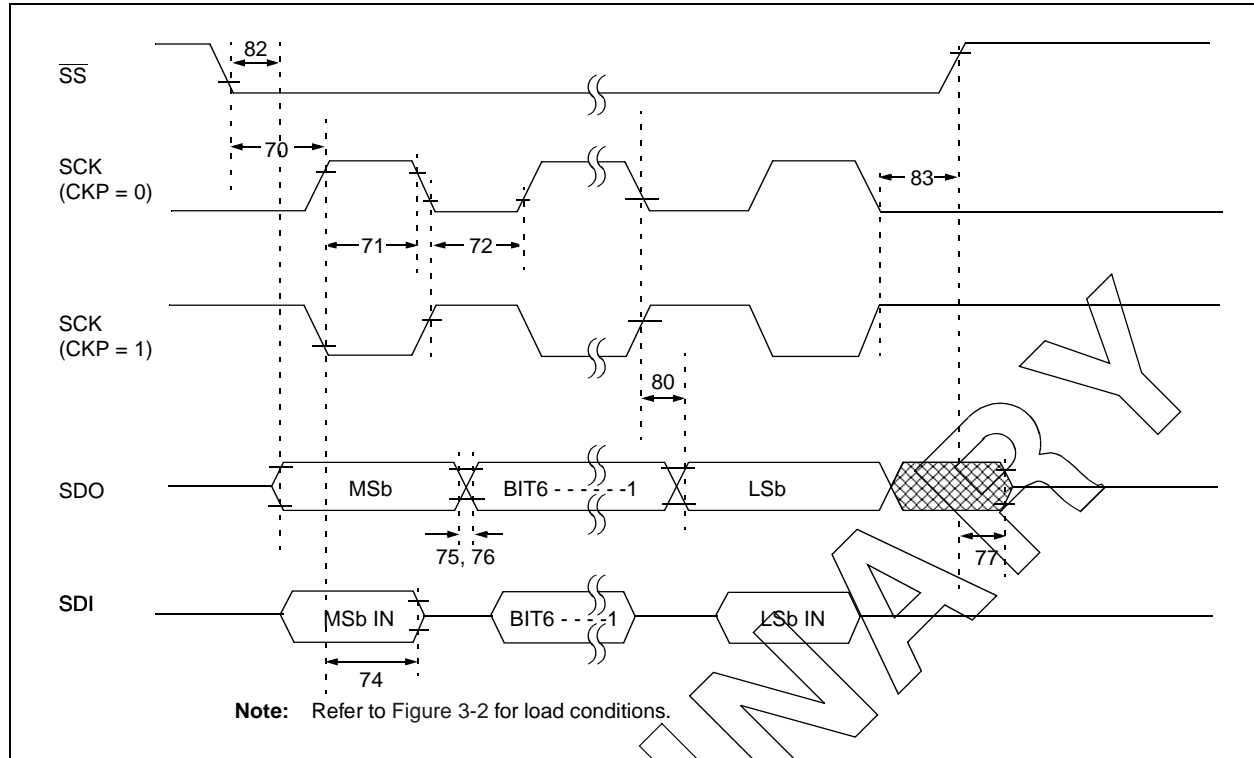 82
SS
70
SCK
(CKP = 0)
83
71
72
SCK
(CKP = 1)
80
SDO
MSb
BIT6 - - - - - -1
LSb
75, 76
77
SDI
MSb IN
BIT6 - - - -1
LSb IN
74
Note: Refer to Figure 3-2 for load conditions.
INARY